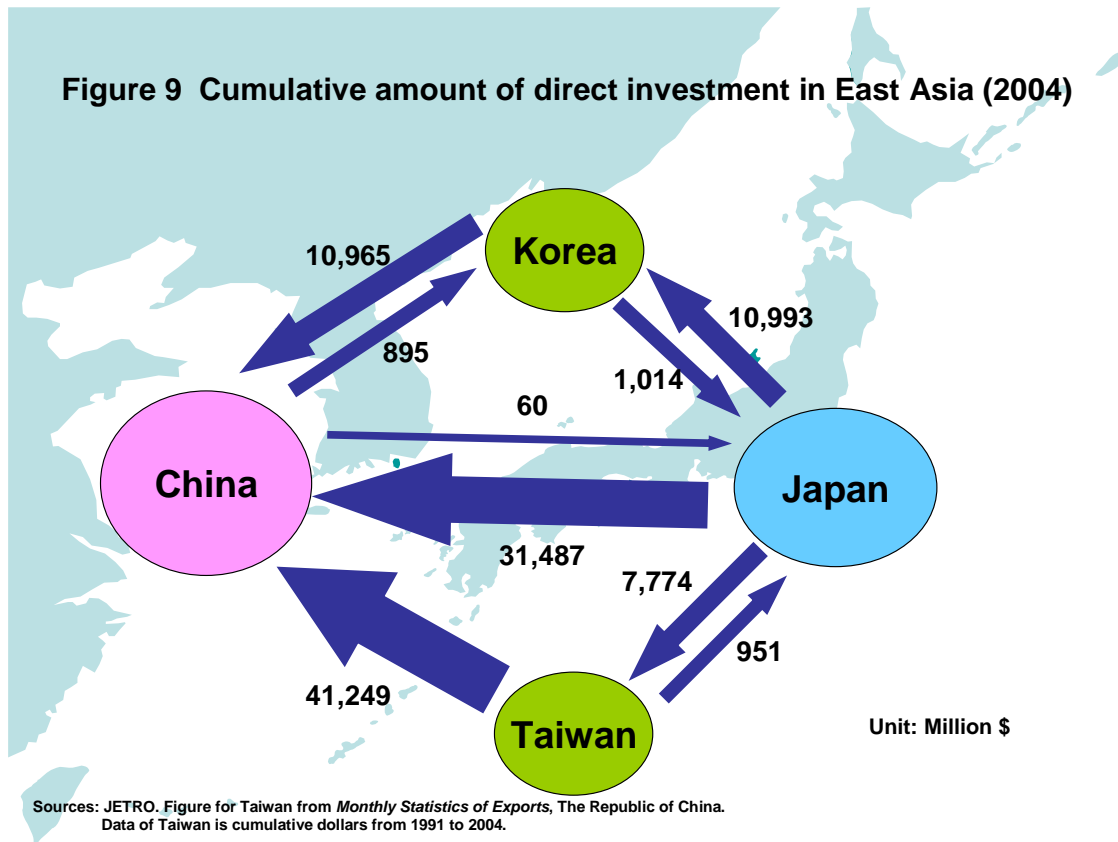 Figure 9  Cumulative amount of direct investment in East Asia (2004)
Korea
10,965
10,993
895
1,014
60
China
Japan
31,487
7,774
951
41,249
Taiwan
Unit: Million $
Sources: JETRO. Figure for Taiwan from Monthly Statistics of Exports, The Republic of China.
Data of Taiwan is cumulative dollars from 1991 to 2004.